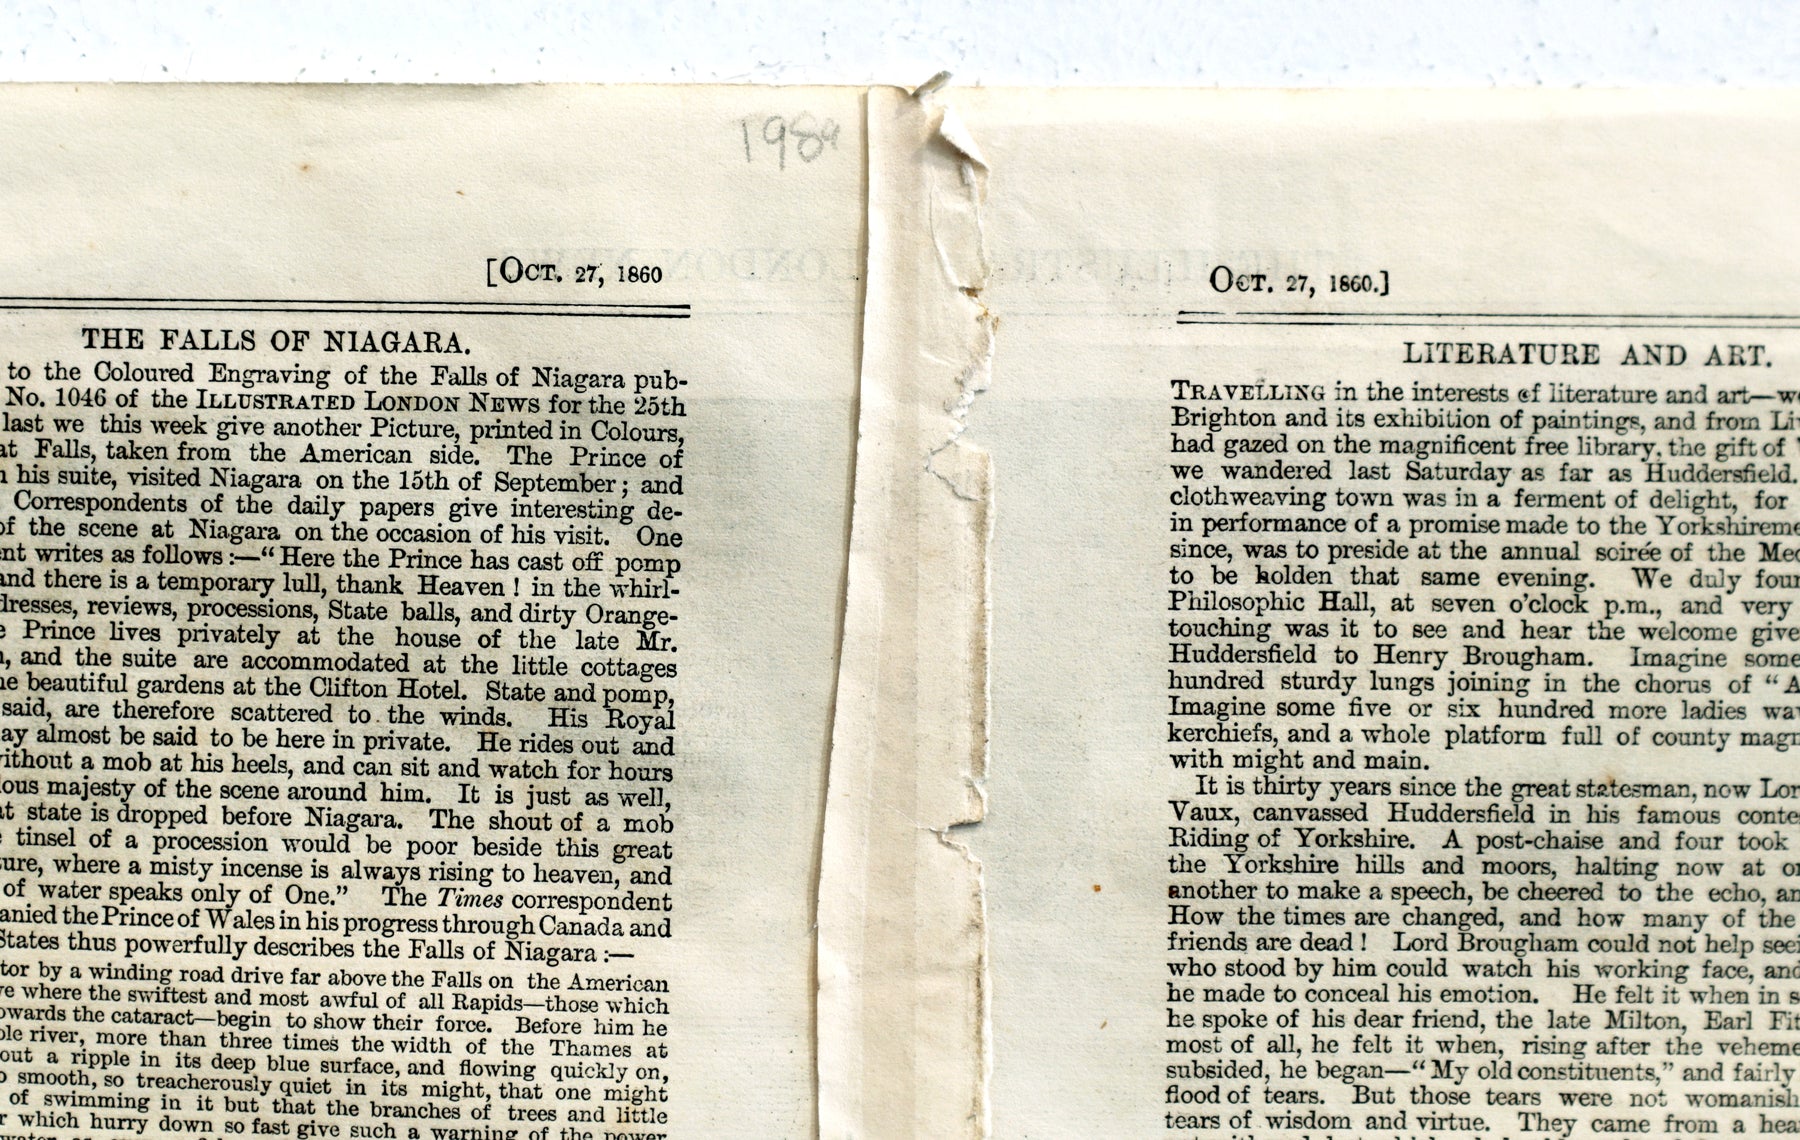 198
[OCT. 27, 1860
THE FALLS OF NIAGARA.
to the Coloured Engraving of the Falls of Niagara pub-
No. 1046 of the ILLUSTRATED LONDON NEWS for the 25th
last we this week give another Picture, printed in Colours,
Falls, taken from the American side. The Prince of
his suite, visited Niagara on the 15th of September; and
Correspondents of the daily papers give interesting de-
of the scene at Niagara on the occasion of his visit. One
writes as follows:—"Here the Prince has cast off pomp
and there is a temporary lull, thank Heaven! in the whirl-
dresses, reviews, processions, State balls, and dirty Orange-
Prince lives privately at the house of the late Mr.
and the suite are accommodated at the little cottages
beautiful gardens at the Clifton Hotel. State and pomp,
said, are therefore scattered to the winds. His Royal
ay almost be said to be here in private. He rides out and
ithout a mob at his heels, and can sit and watch for hours
ous majesty of the scene around him. It is just as well,
state is dropped before Niagara. The shout of a mob
tinsel of a procession would be poor beside this great
ure, where a misty incense is always rising to heaven, and
of water speaks only of One." The Times correspondent
anied the Prince of Wales in his progress through Canada and
States thus powerfully describes the Falls of Niagara:—
tor by a winding road drive far above the Falls on the American
where the swiftest and most awful of all Rapids—those which
owards the cataract—begin to show their force. Before him he
ble river, more than three times the width of the Thames at
out a ripple in its deep blue surface, and flowing quickly on,
smooth, so treacherously quiet in its might, that one might
of swimming in it but that the branches of trees and little
which hurry down so fast give such a warning of the power
OCT. 27, 1860.]
LITERATURE AND ART.
TRAVELLING in the interests of literature and art—w
Brighton and its exhibition of paintings, and from Li
had gazed on the magnificent free library, the gift of
we wandered last Saturday as far as Huddersfield.
clothweaving town was in a ferment of delight, for
in performance of a promise made to the Yorkshireme
since, was to preside at the annual soirée of the Mec
to be holden that same evening. We duly four
Philosophic Hall, at seven o'clock p.m., and very
touching was it to see and hear the welcome give
Huddersfield to Henry Brougham. Imagine some
hundred sturdy lungs joining in the chorus of "A
Imagine some five or six hundred more ladies wav
kerchiefs, and a whole platform full of county magn
with might and main.
It is thirty years since the great statesman, now Lor
Vaux, canvassed Huddersfield in his famous conte
Riding of Yorkshire. A post-chaise and four took
the Yorkshire hills and moors, halting now at o
another to make a speech, be cheered to the echo, an
How the times are changed, and how many of the
friends are dead! Lord Brougham could not help seei
who stood by him could watch his working face, and
he made to conceal his emotion. He felt it when in s
he spoke of his dear friend, the late Milton, Earl Fit
most of all, he felt it when, rising after the veheme
subsided, he began—"My old constituents," and fairly
flood of tears. But those tears were not womanish
tears of wisdom and virtue. They came from a hea